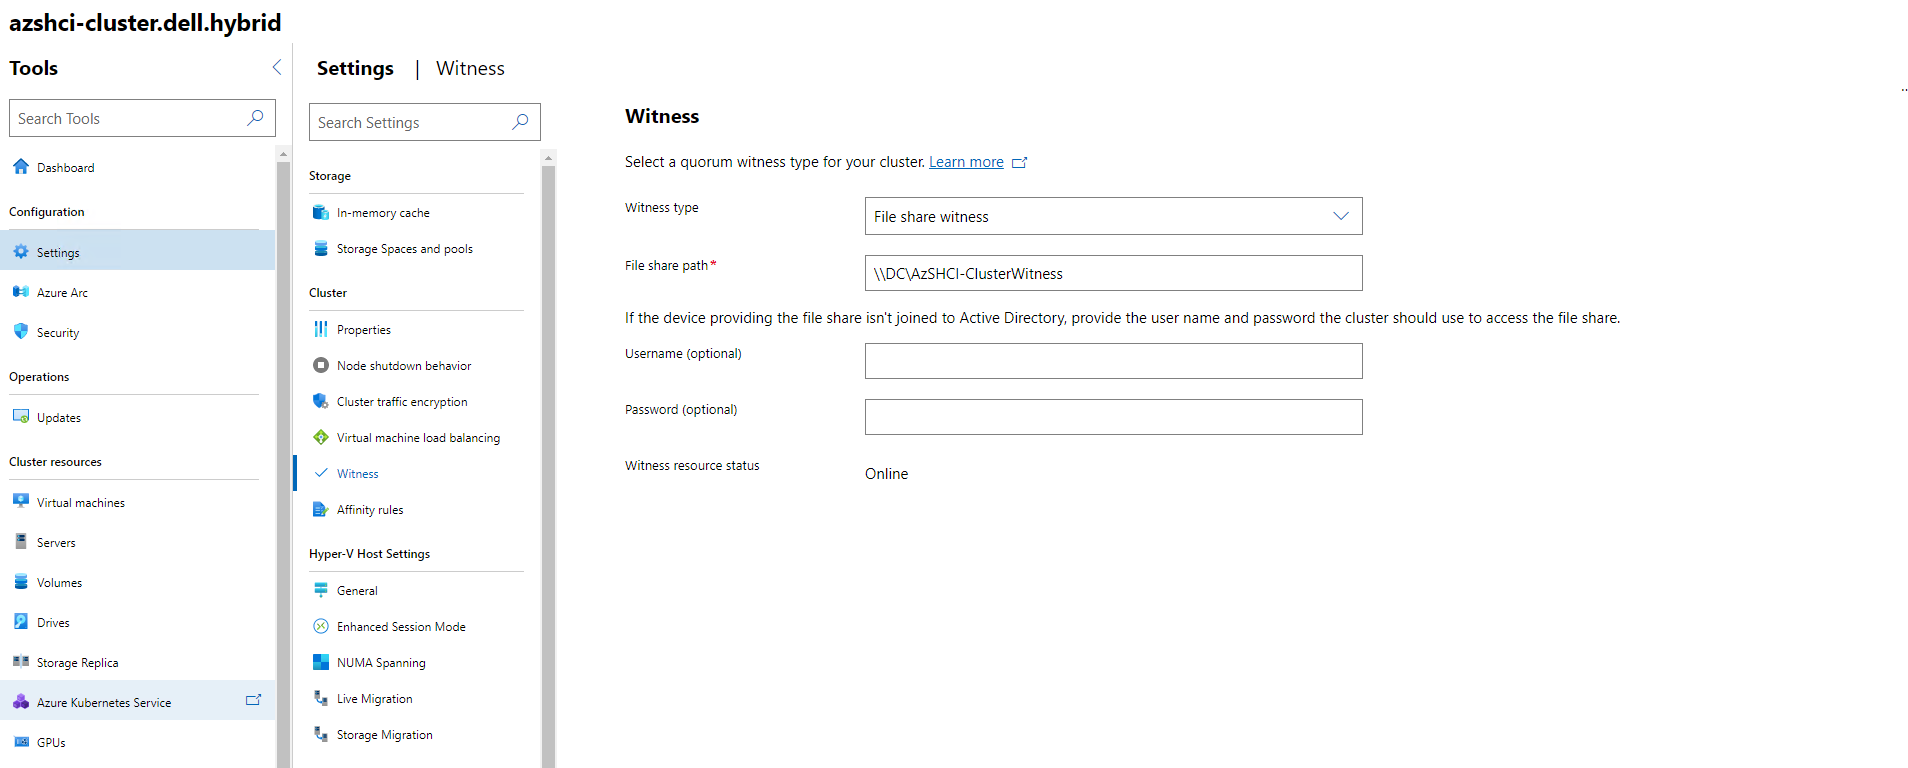 azshci-cluster.dell.hybrid
Tools
Search Tools
Dashboard
Configuration
Settings
Azure Arc
Security
Operations
Updates
Cluster resources
Virtual machines
Servers
Volumes
Drives
Storage Replica
Azure Kubernetes Service
GPUs
Settings | Witness
Search Settings
Storage
In-memory cache
Storage Spaces and pools
Cluster
Properties
Node shutdown behavior
Cluster traffic encryption
Virtual machine load balancing
Witness
Affinity rules
Hyper-V Host Settings
General
Enhanced Session Mode
NUMA Spanning
Live Migration
Storage Migration
Witness
Select a quorum witness type for your cluster. Learn more
Witness type
File share witness
File share path*
\\DC\AzSHCI-ClusterWitness
If the device providing the file share isn't joined to Active Directory, provide the user name and password the cluster should use to access the file share.
Username (optional)
Password (optional)
Witness resource status
Online